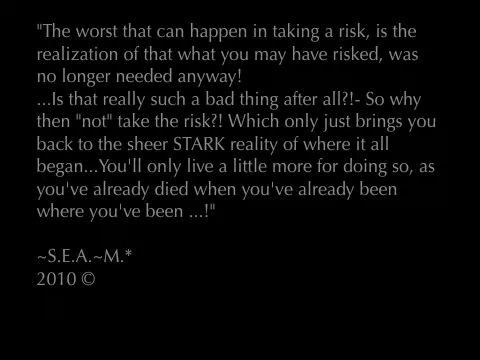 "The worst that can happen in taking a risk, is the
realization of that what you may have risked, was
no longer needed anyway!
...Is that really such a bad thing after all?!- So why
then "not" take the risk?! Which only just brings you
back to the sheer STARK reality of where it all
began...You'll only live a little more for doing so, as
you've already died when you've already been
where you've been ...!"

~S.E.A.~M.*
2010 ©